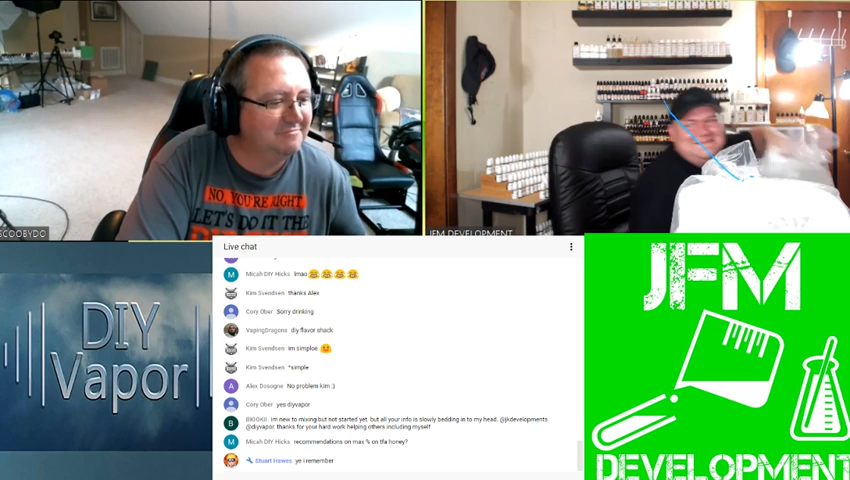 NO, YOU'RE RIGHT.
LET'S DO IT THE
SCOOBYDO
JFM DEVELOPMENT
Live chat
Micah DIY Hicks lmao😂😂😂😂
Kim Svendsen thanks Alex
Cory Ober Sorry drinking
VapingDragons diy flavor shack
Kim Svendsen im simploe 🤗
Kim Svendsen *simple
Alex Dosogne No problem kim :)
Cory Ober yes diyvapor
BIGGKII im new to mixing but not started yet, but all your info is slowly bedding in to my head. @jkdevelopments
@diyvapor. thanks for your hard work helping others including myself
Micah DIY Hicks recommendations on max % on tfa honey?
Stuart Hawes ye i remember
DIY
Vapor
JFM
DEVELOPMENT